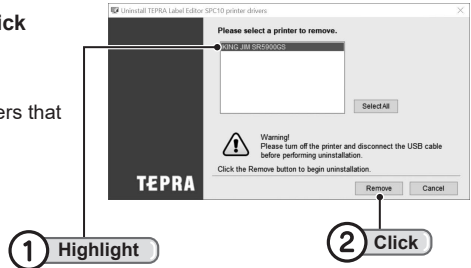 ick
ers that
Uninstall TEPRA Label Editor SPC10 printer drivers
Please select a printer to remove.
KING JIM SR5900GS
Select All
Warning!
Please turn off the printer and disconnect the USB cable
before performing uninstallation.
Click the Remove button to begin uninstallation.
TEPRA
Remove Cancel
1 Highlight
2 Click